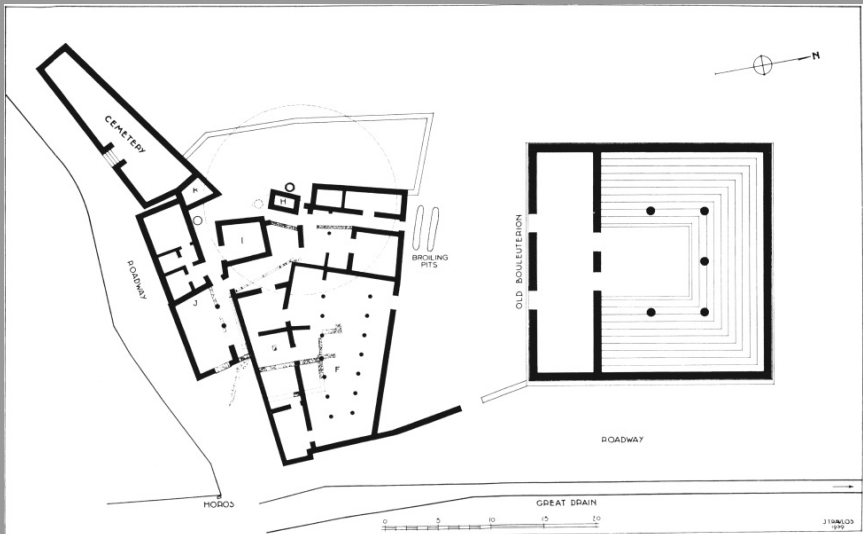 N
CEMETERY
K
H
I
BROILING
PITS
OLD BOULEUTERION
ROADWAY
J
G
F
ROADWAY
HOROS
GREAT DRAIN
0 5 10 15 20
J TRAVLOS